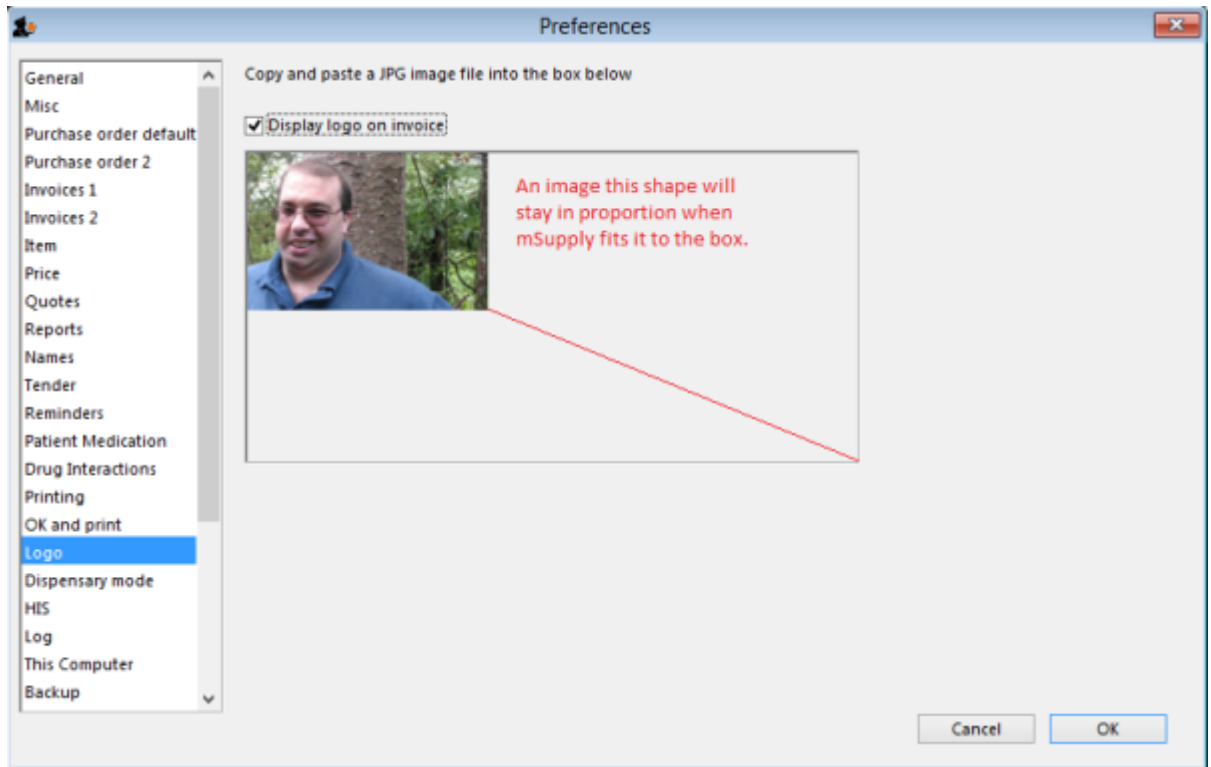 Preferences
General
Misc
Purchase order default
Purchase order 2
Invoices 1
Invoices 2
Item
Price
Quotes
Reports
Names
Tender
Reminders
Patient Medication
Drug Interactions
Printing
OK and print
Logo
Dispensary mode
HIS
Log
This Computer
Backup
Copy and paste a JPG image file into the box below
Display logo on invoice
An image this shape will
stay in proportion when
mSupply fits it to the box.
Cancel
OK